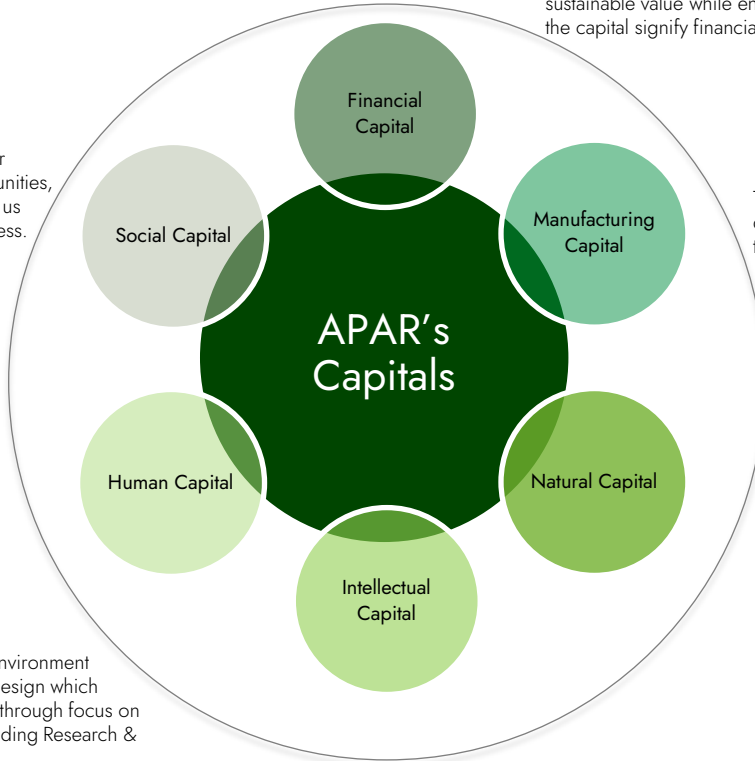 sustainable value while en
the capital signify financia
Financial
Capital
r
unities,
us
ess.
Social Capital
Manufacturing
Capital
APAR’s
Capitals
Human Capital
Natural Capital
Intellectual
Capital
nvironment
esign which
through focus on
ding Research &